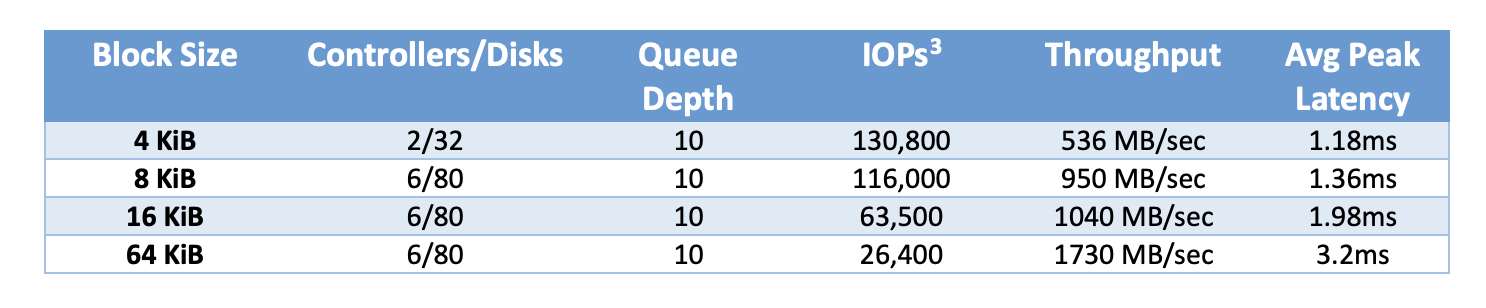 Block Size Controllers/Disks Queue Depth IOPs³ Throughput Avg Peak Latency
4 KiB 2/32 10 130,800 536 MB/sec 1.18ms
8 KiB 6/80 10 116,000 950 MB/sec 1.36ms
16 KiB 6/80 10 63,500 1040 MB/sec 1.98ms
64 KiB 6/80 10 26,400 1730 MB/sec 3.2ms